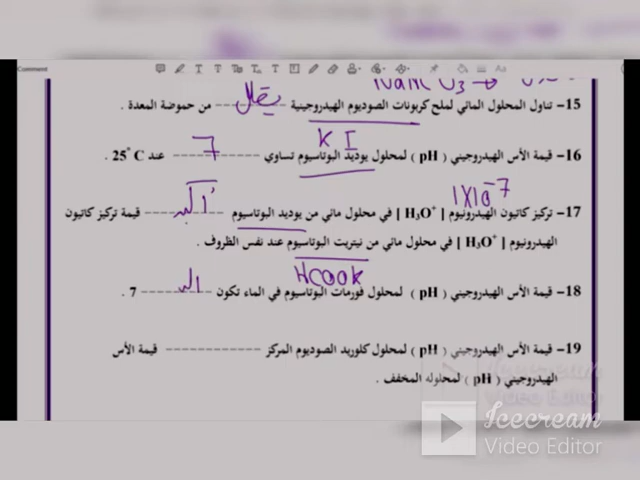 Comment
NaHCO3
15- تناول المحلول المائي لملح كربونات الصوديوم الهيدروجينية يقلل من حموضة المعدة .
KI
16- قيمة الأس الهيدروجيني ( pH ) لمحلول يوديد البوتاسيوم تساوي 7 عند 25° C .
1X10-7
17- تركيز كاتيون الهيدرونيوم [ H3O+ ] في محلول مائي من يوديد البوتاسيوم أكبر قيمة تركيز كاتيون
الهيدرونيوم [ H3O+ ] في محلول مائي من نيتريت البوتاسيوم عند نفس الظروف .
HCOOK
18- قيمة الأس الهيدروجيني ( pH ) لمحلول فورمات البوتاسيوم في الماء تكون أكبر 7 .
19- قيمة الأس الهيدروجيني ( pH ) لمحلول كلوريد الصوديوم المركز ---------- قيمة الأس
الهيدروجيني ( pH ) لمحلوله المخفف .
Icecream
Video Editor
Icecream
Video Editor